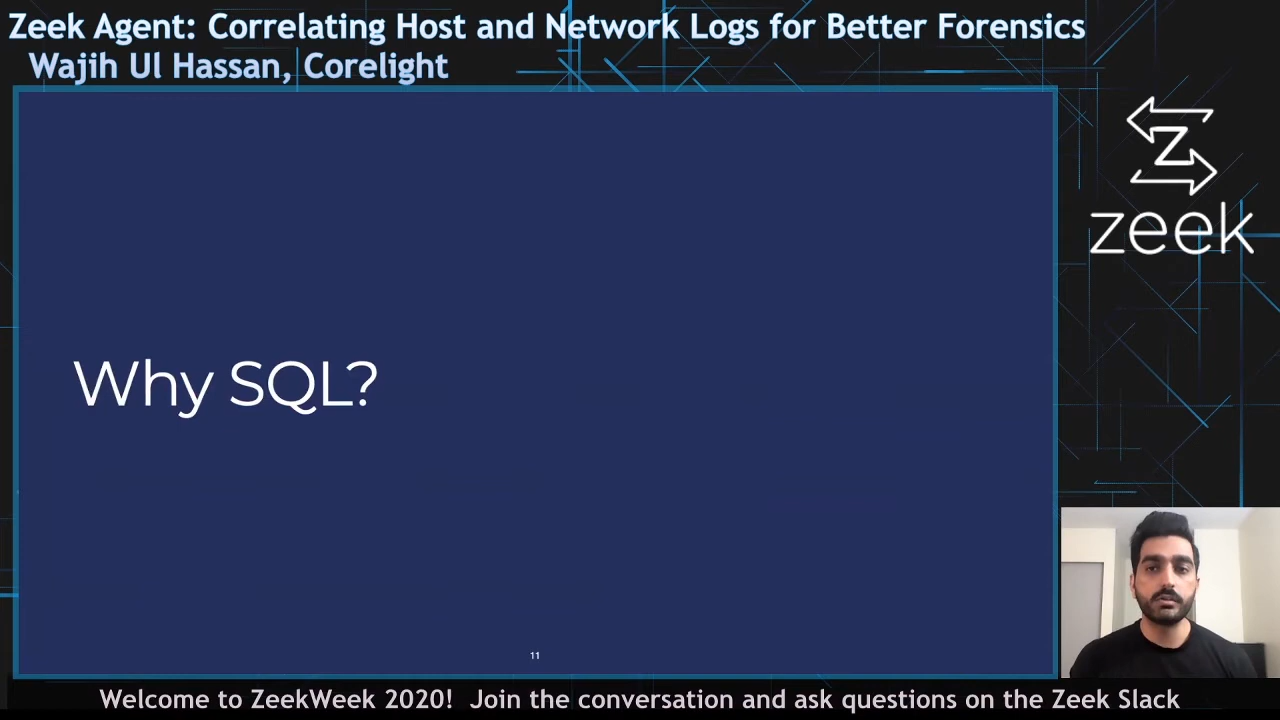 Zeek Agent: Correlating Host and Network Logs for Better Forensics
Wajih Ul Hassan, Corelight
Z
zeek
Why SQL?
11
Welcome to ZeekWeek 2020! Join the conversation and ask questions on the Zeek Slack